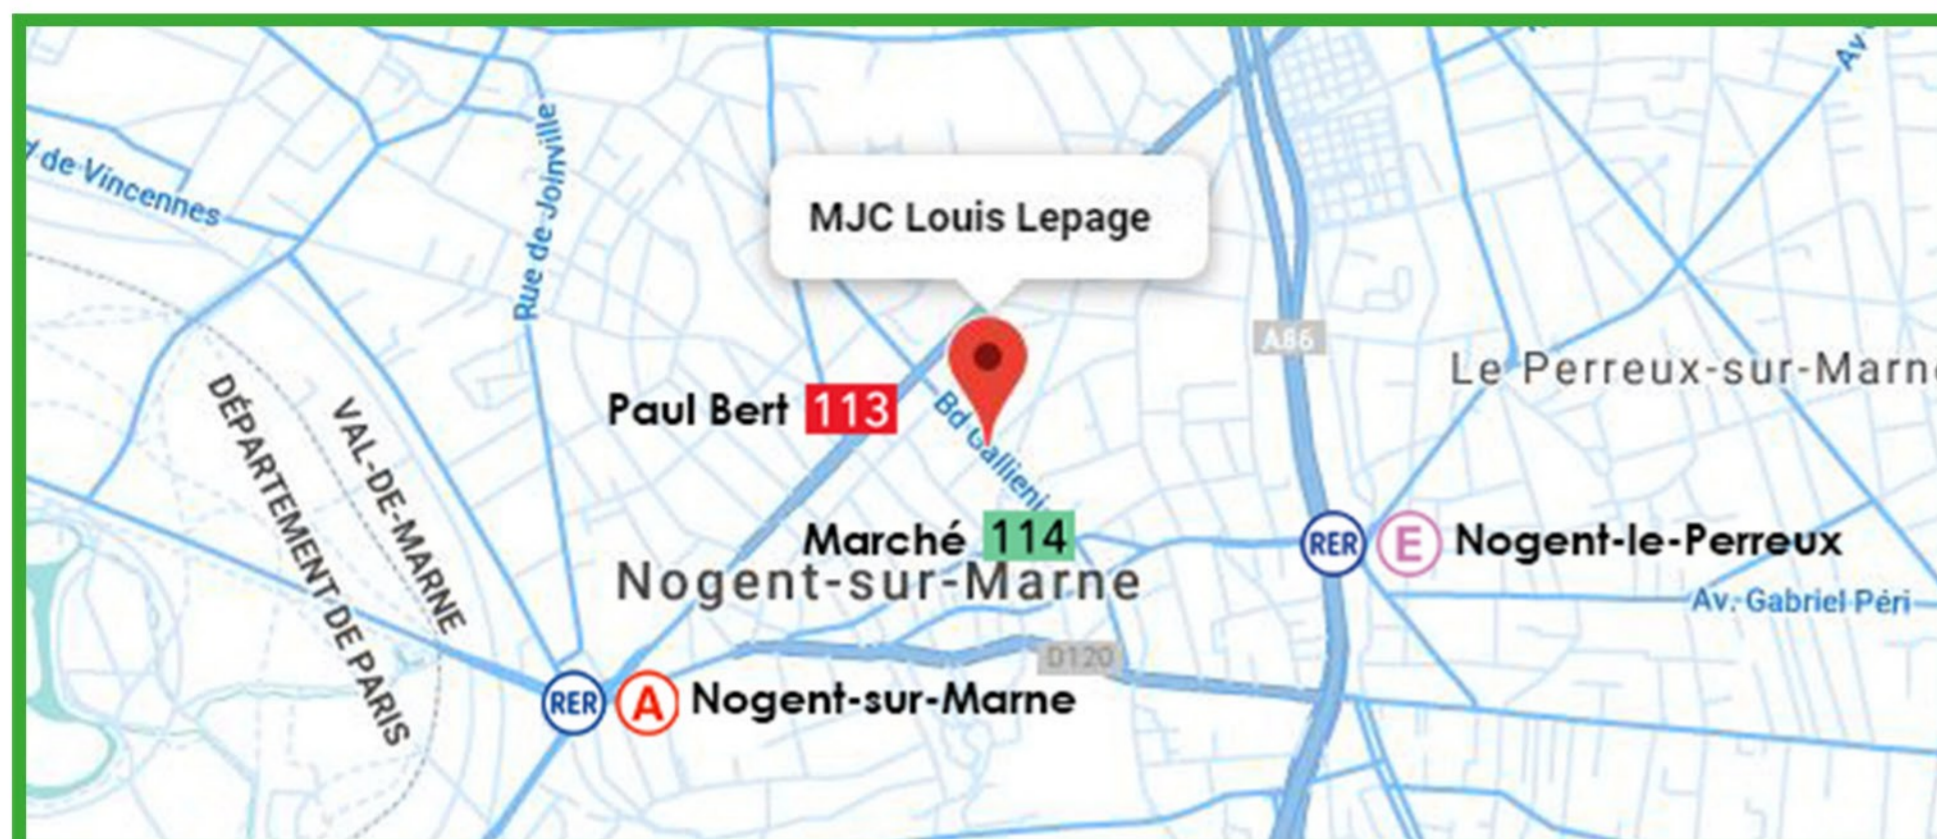 d de Vincennes
Rue de Joinville
MJC Louis Lepage
A86
Le Perreux-sur-Marne
Paul Bert 113
Bd Gallieni
DÉPARTEMENT DE PARIS
VAL-DE-MARNE
Marché 114
Nogent-sur-Marne
RER E Nogent-le-Perreux
Av. Gabriel Péri
D120
RER A Nogent-sur-Marne
Av